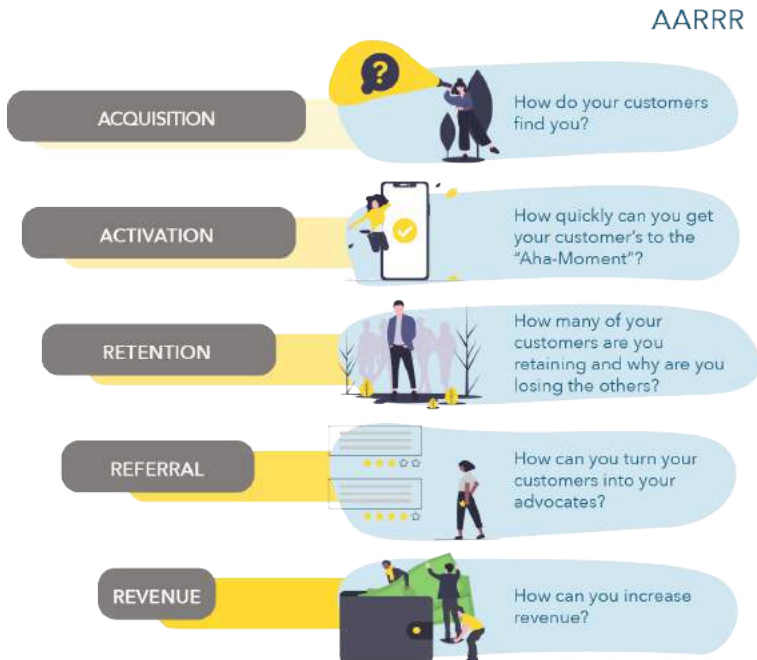 AARRR
ACQUISITION
How do your customers
find you?
ACTIVATION
How quickly can you get
your customer's to the
"Aha-Moment"?
RETENTION
How many of your
customers are you
retaining and why are you
losing the others?
REFERRAL
How can you turn your
customers into your
advocates?
REVENUE
How can you increase
revenue?